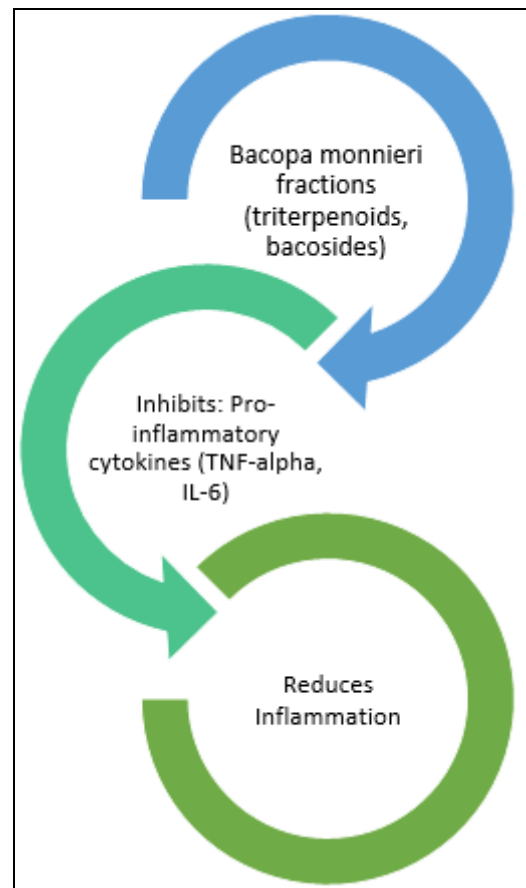 Bacopa monnieri
fractions
(triterpenoids,
bacosides)
Inhibits: Pro-
inflammatory
cytokines (TNF-alpha,
IL-6)
Reduces
Inflammation